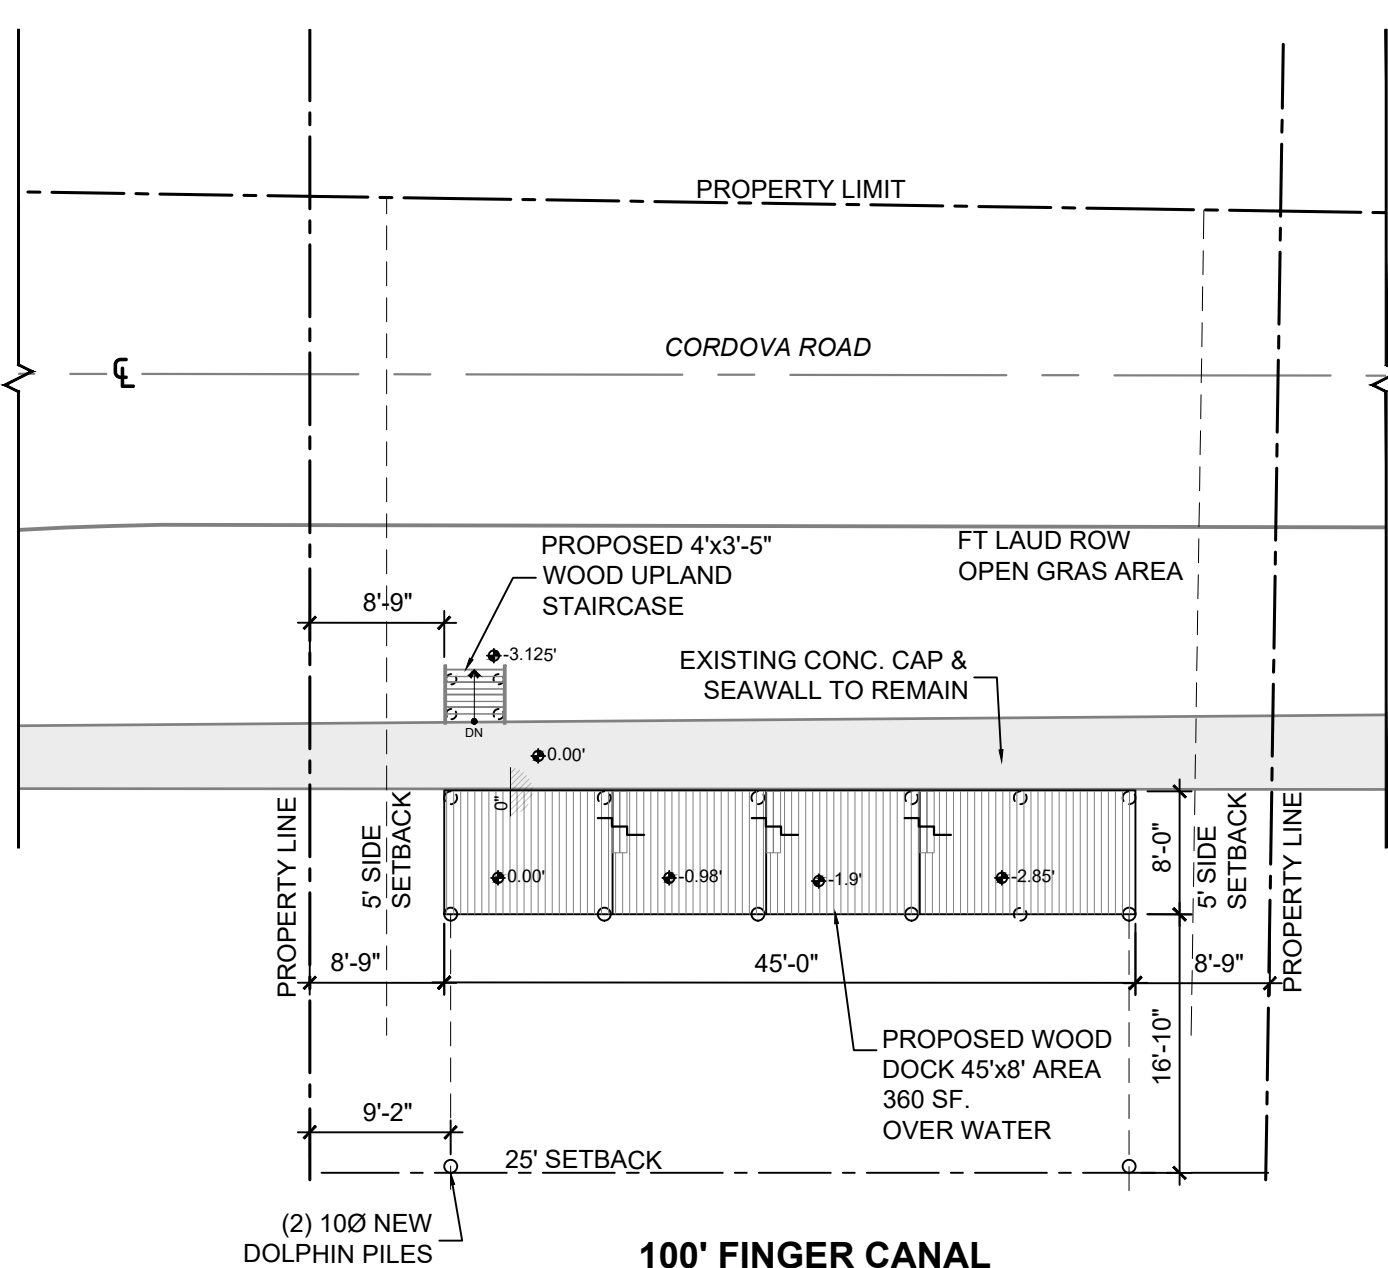 PROPERTY LIMIT
CORDOVA ROAD
℄
PROPOSED 4'x3'-5"
WOOD UPLAND
STAIRCASE
FT LAUD ROW
OPEN GRAS AREA
8'-9"
-3.125'
EXISTING CONC. CAP &
SEAWALL TO REMAIN
DN
0.00'
0"
PROPERTY LINE
5' SIDE
SETBACK
0.00'
-0.98'
-1.9'
-2.85'
8'-0"
5' SIDE
SETBACK
PROPERTY LINE
8'-9"
45'-0"
8'-9"
PROPOSED WOOD
DOCK 45'x8' AREA
360 SF.
OVER WATER
16'-10"
9'-2"
25' SETBACK
(2) 10Ø NEW
DOLPHIN PILES
100' FINGER CANAL